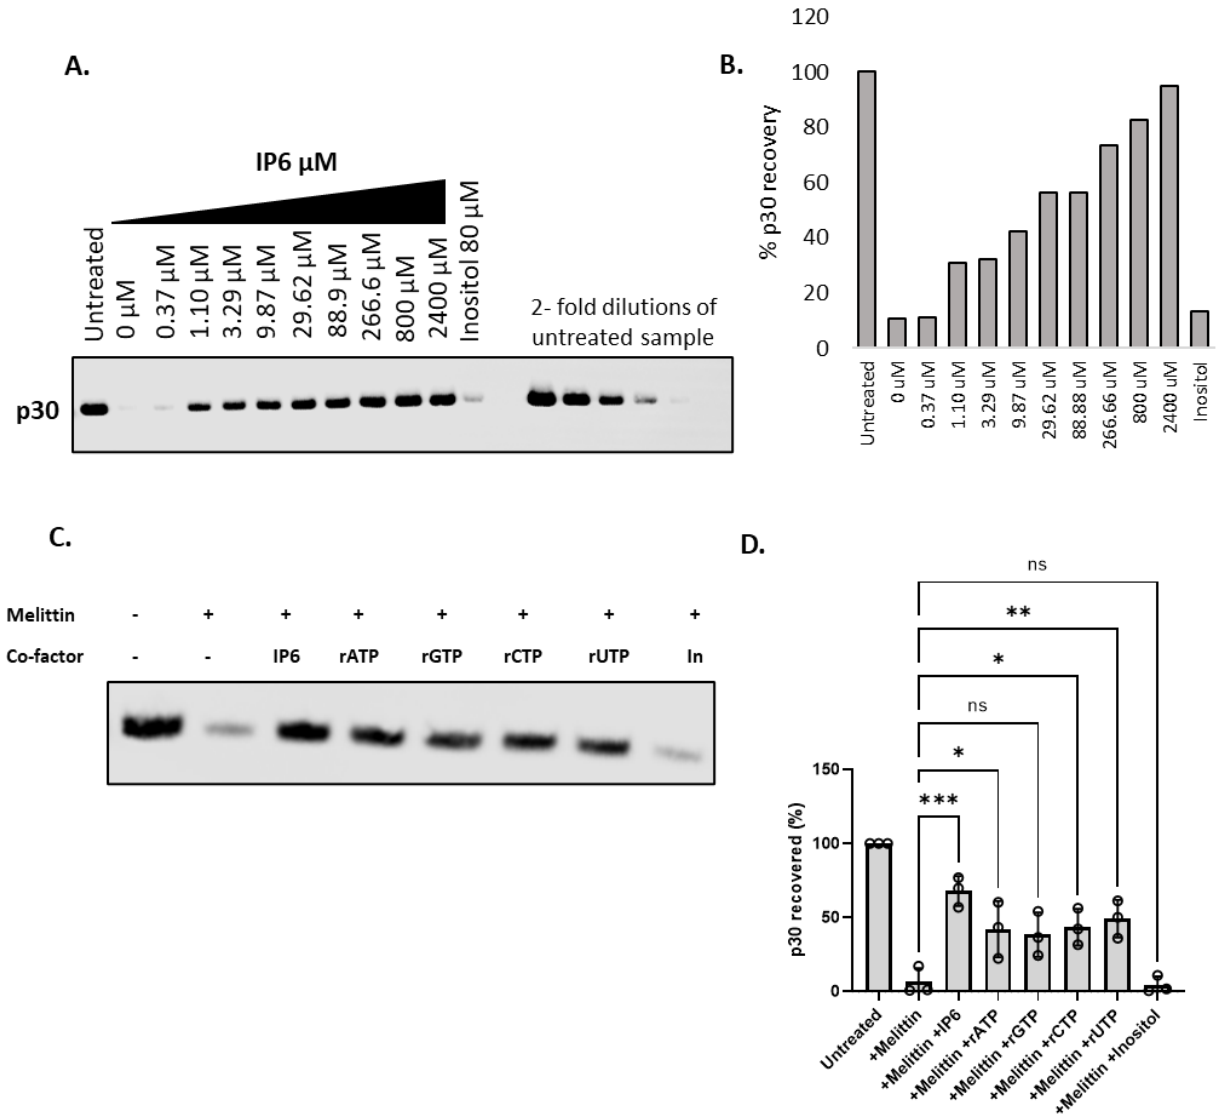 A.
IP6 µM
Untreated
0 µM
0.37 µM
1.10 µM
3.29 µM
9.87 µM
29.62 µM
88.9 µM
266.6 µM
800 µM
2400 µM
Inositol 80 µM
2- fold dilutions of
untreated sample
p30
B.
% p30 recovery
120
100
80
60
40
20
0
Untreated
0 uM
0.37 uM
1.10 uM
3.29 uM
9.87 uM
29.62 uM
88.88 uM
266.66 uM
800 uM
2400 uM
Inositol
C.
Melittin - + + + + + + +
Co-factor - - IP6 rATP rGTP rCTP rUTP In
D.
ns
**
*
ns
*
***
p30 recovered (%)
150
100
50
0
Untreated
+Melittin
+Melittin +IP6
+Melittin +rATP
+Melittin +rGTP
+Melittin +rCTP
+Melittin +rUTP
+Melittin +Inositol